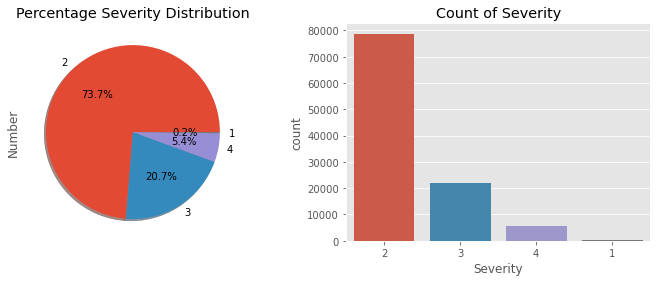 Percentage Severity Distribution
2
73.7%
0.2%
1
5.4%
4
20.7%
3
Number
Count of Severity
80000
70000
60000
50000
40000
30000
20000
10000
0
count
2 3 4 1
Severity